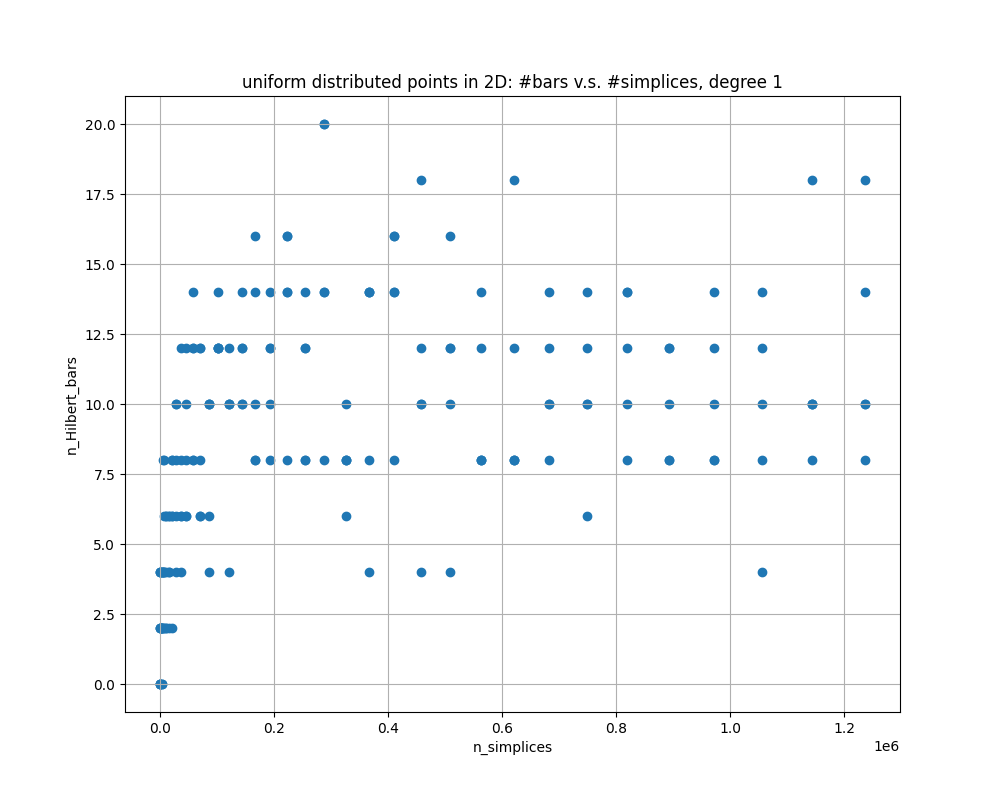 uniform distributed points in 2D: #bars v.s. #simplices, degree 1
20.0
17.5
15.0
12.5
10.0
7.5
5.0
2.5
0.0
n_Hilbert_bars
0.0 0.2 0.4 0.6 0.8 1.0 1.2
1e6
n_simplices